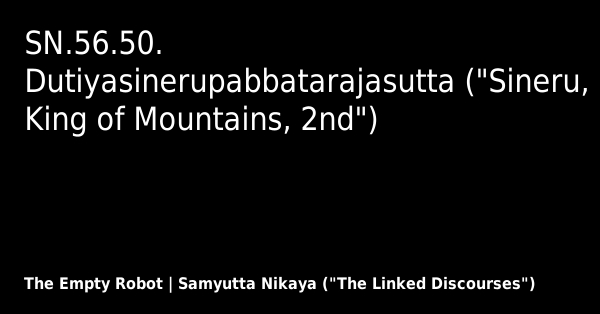 SN.56.50.
Dutiyasinerupabbatarajasutta ("Sineru,
King of Mountains, 2nd")
The Empty Robot | Samyutta Nikaya ("The Linked Discourses")